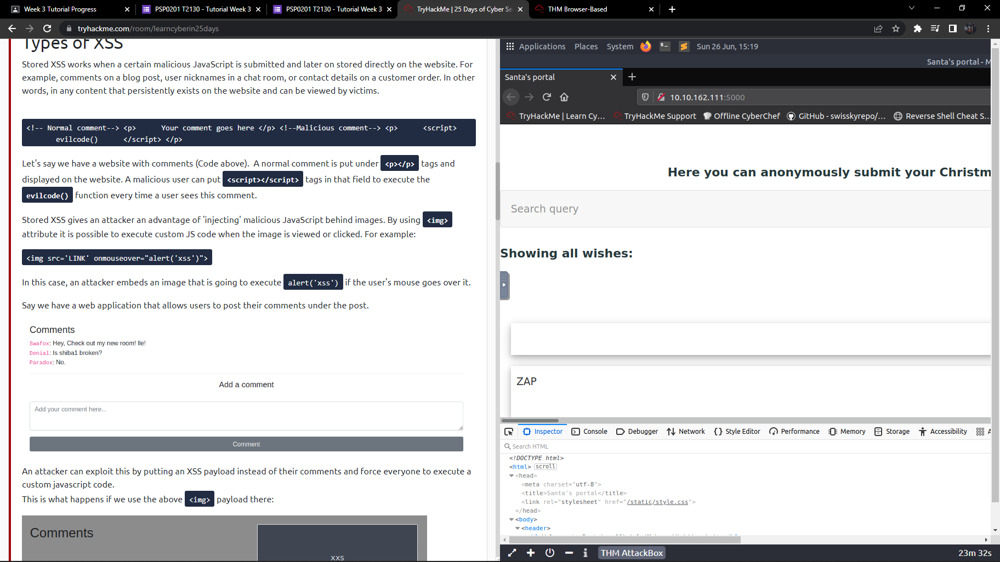 Week 3 Tutorial Progress
PSP0201 T2130 - Tutorial Week 3
PSP0201 T2130 - Tutorial Week 3
TryHackMe | 25 Days of Cyber Se
THM Browser-Based
tryhackme.com/room/learncyberin25days
Types of XSS
Stored XSS works when a certain malicious JavaScript is submitted and later on stored directly on the website. For
example, comments on a blog post, user nicknames in a chat room, or contact details on a customer order. In other
words, in any content that persistently exists on the website and can be viewed by victims.
<!-- Normal comment--> <p>      Your comment goes here </p> <!--Malicious comment--> <p>      <script>
evilcode()      </script> </p>
Let's say we have a website with comments (Code above).  A normal comment is put under <p></p> tags and
displayed on the website. A malicious user can put <script></script> tags in that field to execute the
evilcode() function every time a user sees this comment.
Stored XSS gives an attacker an advantage of 'injecting' malicious JavaScript behind images. By using <img>
attribute it is possible to execute custom JS code when the image is viewed or clicked. For example:
<img src='LINK' onmouseover="alert('xss')">
In this case, an attacker embeds an image that is going to execute alert('xss') if the user's mouse goes over it.
Say we have a web application that allows users to post their comments under the post.
Comments
Swafox: Hey, Check out my new room! lle!
Denial: Is shiba1 broken?
Paradox: No.
Add a comment
Add your comment here...
Comment
An attacker can exploit this by putting an XSS payload instead of their comments and force everyone to execute a
custom javascript code.
This is what happens if we use the above <img> payload there:
Comments
xxs
Applications Places System Sun 26 Jun, 15:19
Santa's portal - M
Santa's portal
10.10.162.111:5000
TryHackMe | Learn Cy... TryHackMe Support Offline CyberChef GitHub - swisskyrepo/... Reverse Shell Cheat S...
Here you can anonymously submit your Christm
Search query
Showing all wishes:
ZAP
Inspector Console Debugger Network Style Editor Performance Memory Storage Accessibility A
Search HTML
<!DOCTYPE html>
<html> scroll
<head>
<meta charset="utf-8">
<title>Santa's portal</title>
<link rel="stylesheet" href="/static/style.css">
</head>
<body>
<header>
THM AttackBox
23m 32s